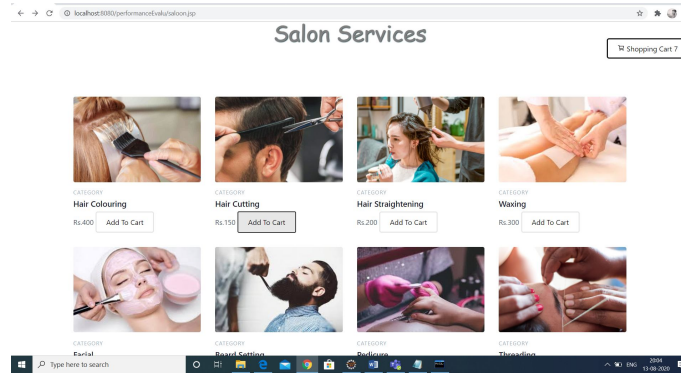 localhost:8080/performanceEvalu/saloon.jsp
Salon Services
Shopping Cart 7
CATEGORY CATEGORY CATEGORY CATEGORY
Hair Colouring Hair Cutting Hair Straightening Waxing
Rs.400 Add To Cart Rs.150 Add To Cart Rs.200 Add To Cart Rs.300 Add To Cart
CATEGORY CATEGORY CATEGORY CATEGORY
Facial Beard Setting Pedicure Threading
Type here to search
ENG 20:04
13-08-2020